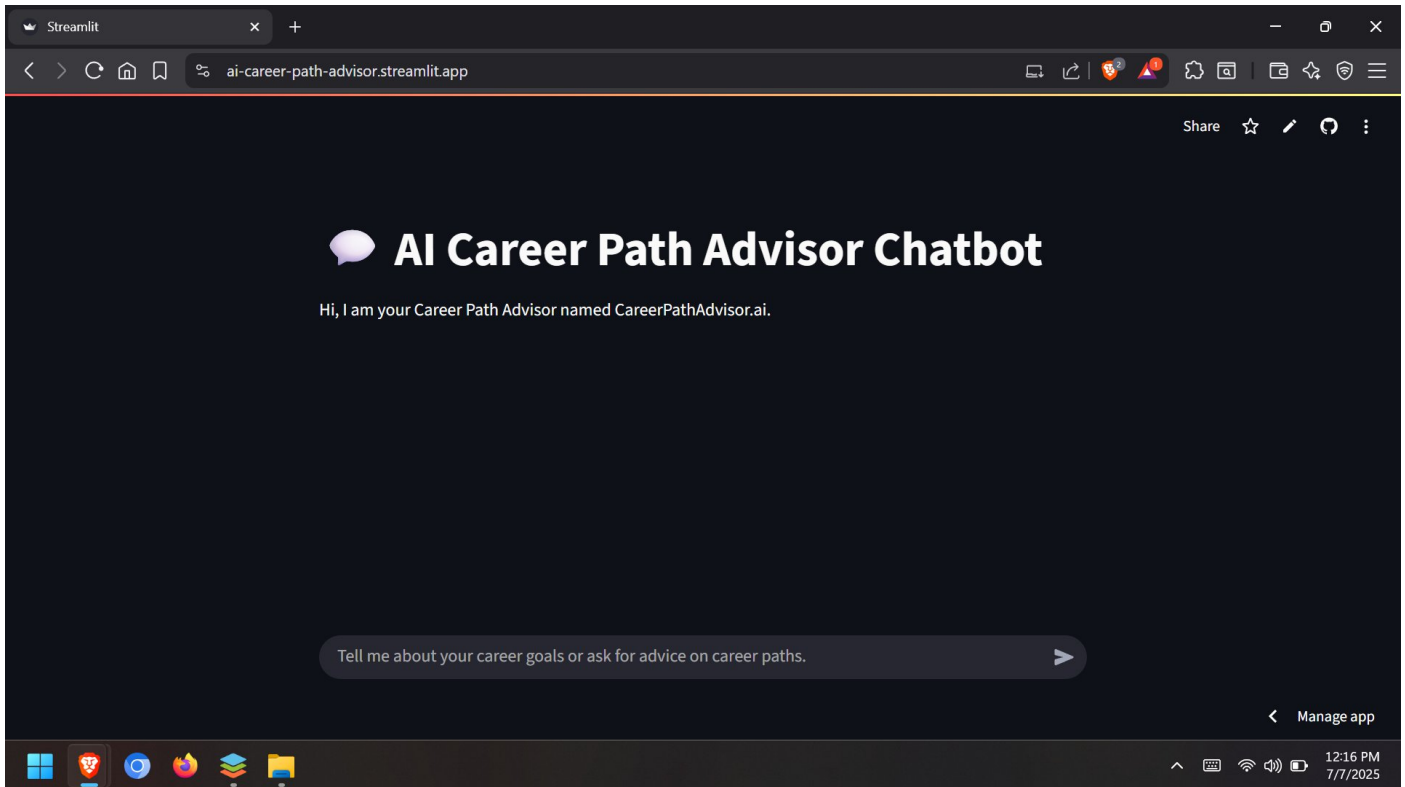 Streamlit
ai-career-path-advisor.streamlit.app
2
1
Share
AI Career Path Advisor Chatbot
Hi, I am your Career Path Advisor named CareerPathAdvisor.ai.
Tell me about your career goals or ask for advice on career paths.
Manage app
12:16 PM
7/7/2025